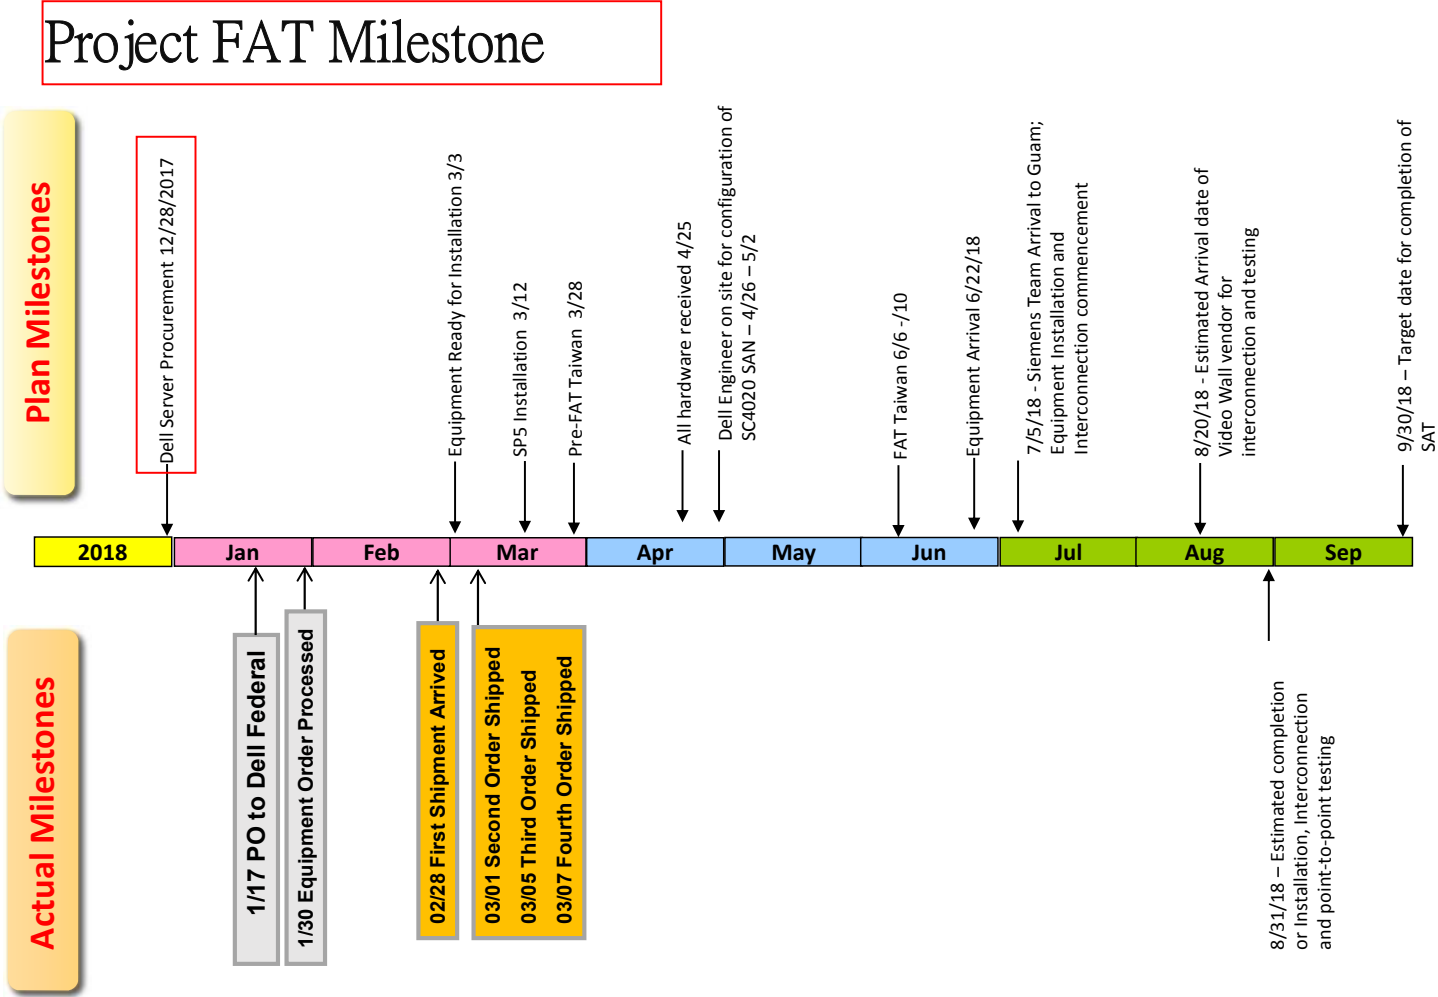 Project FAT Milestone
Plan Milestones
Dell Server Procurement 12/28/2017
Equipment Ready for Installation 3/3
SP5 Installation 3/12
Pre-FAT Taiwan 3/28
All hardware received 4/25
Dell Engineer on site for configuration of
SC4020 SAN – 4/26 – 5/2
FAT Taiwan 6/6 -/10
Equipment Arrival 6/22/18
7/5/18 - Siemens Team Arrival to Guam;
Equipment Installation and
Interconnection commencement
8/20/18 - Estimated Arrival date of
Video Wall vendor for
interconnection and testing
9/30/18 – Target date for completion of
SAT
2018 Jan Feb Mar Apr May Jun Jul Aug Sep
Actual Milestones
1/17 PO to Dell Federal
1/30 Equipment Order Processed
02/28 First Shipment Arrived
03/01 Second Order Shipped
03/05 Third Order Shipped
03/07 Fourth Order Shipped
8/31/18 – Estimated completion
or Installation, Interconnection
and point-to-point testing